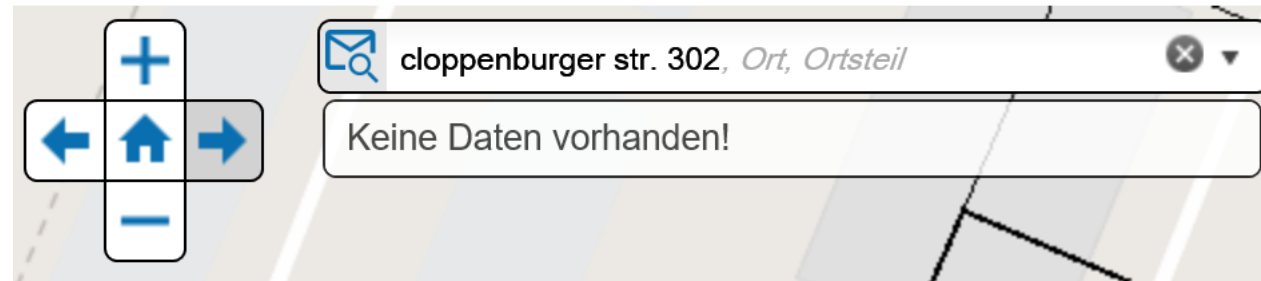 cloppenburger str. 302, Ort, Ortsteil
Keine Daten vorhanden!